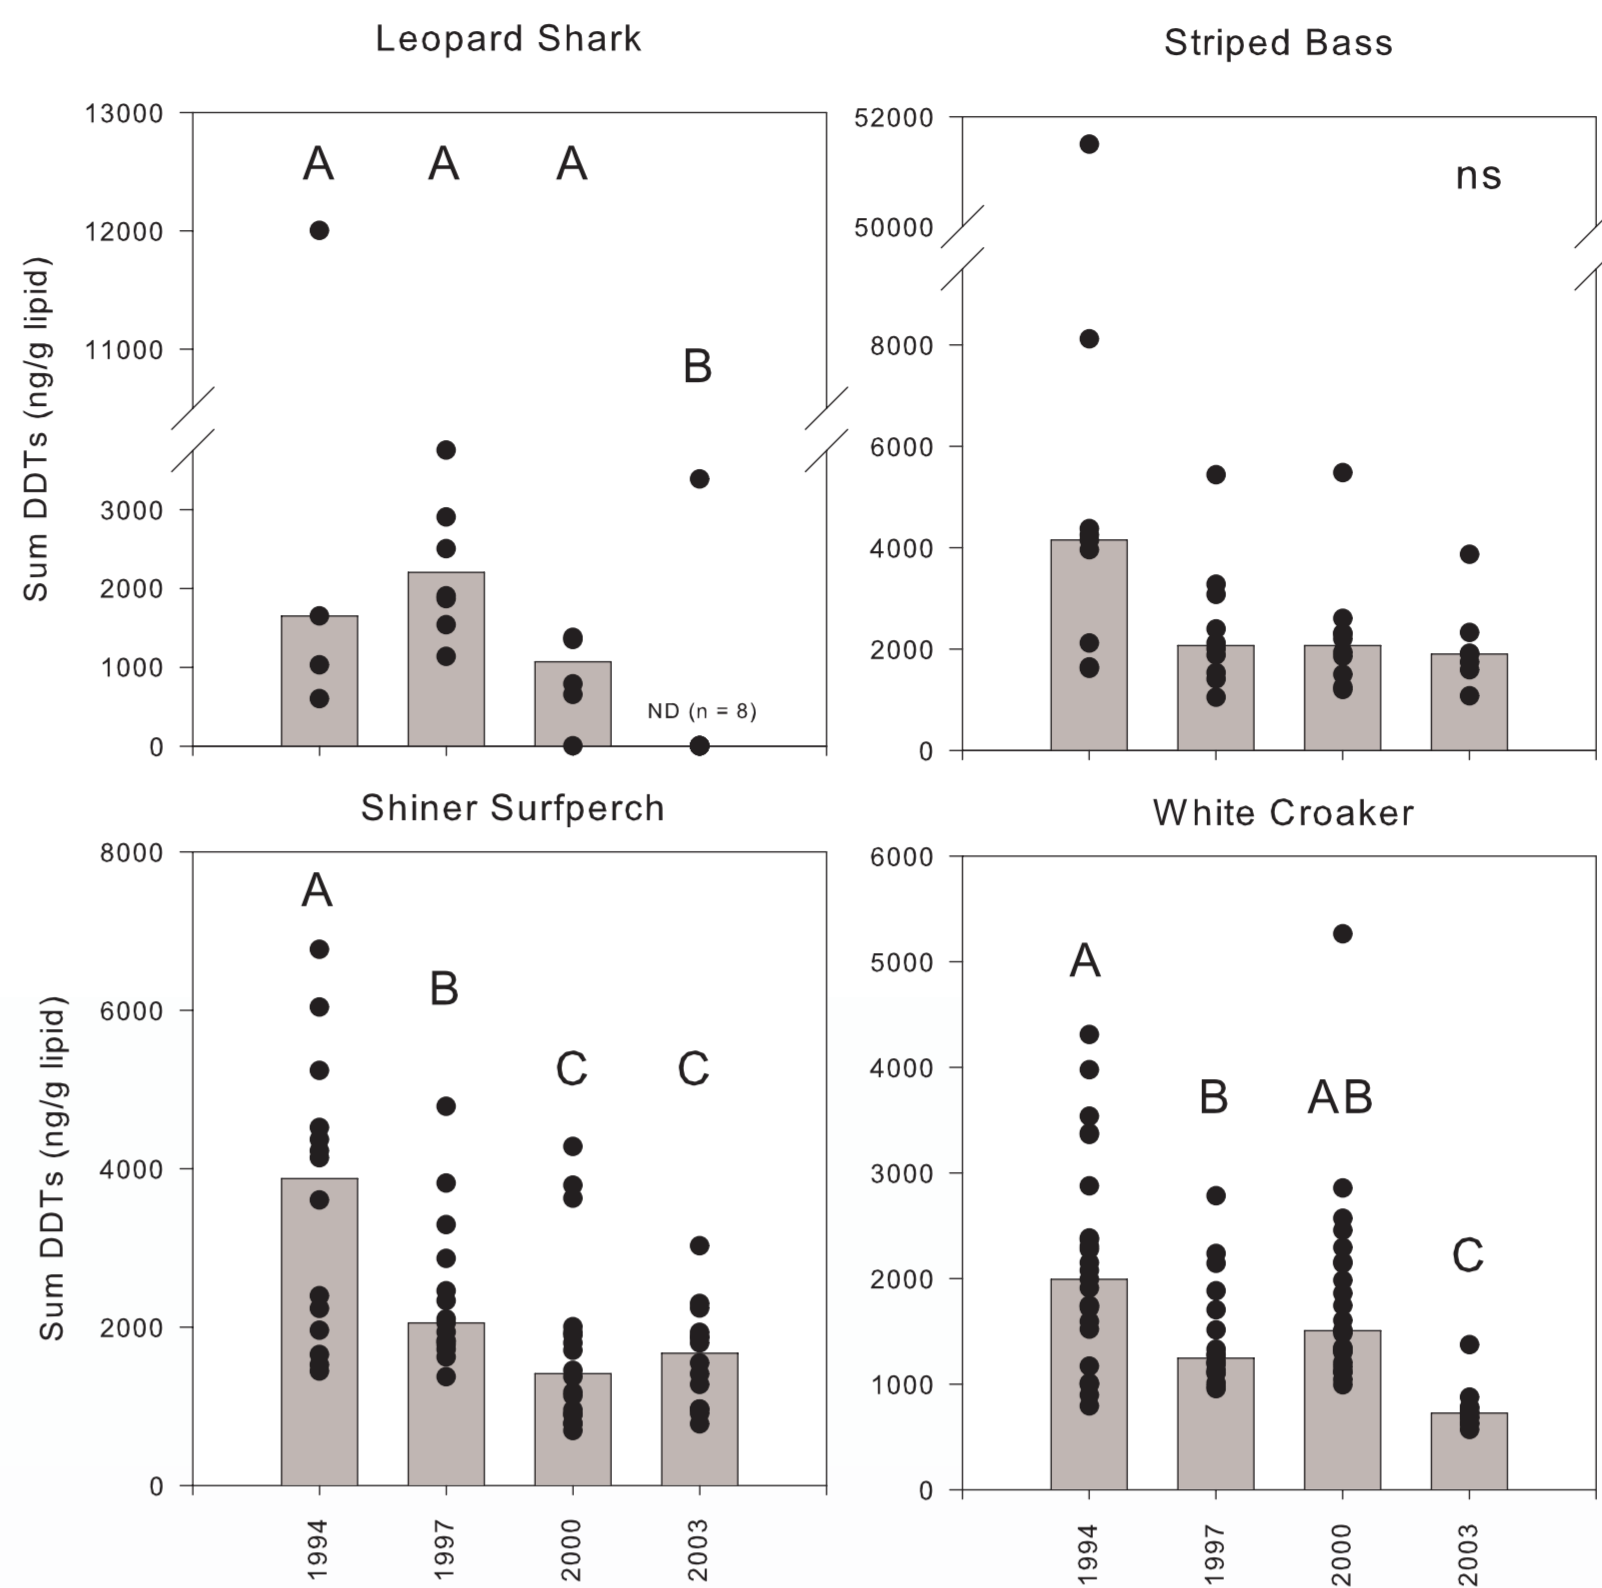 Leopard Shark
Striped Bass
Sum DDTs (ng/g lipid)
13000
12000
11000
3000
2000
1000
0
A
A
A
B
ND (n = 8)
52000
50000
8000
6000
4000
2000
0
ns
Shiner Surfperch
White Croaker
Sum DDTs (ng/g lipid)
8000
6000
4000
2000
0
A
B
C
C
1994
1997
2000
2003
6000
5000
4000
3000
2000
1000
0
A
B
AB
C
1994
1997
2000
2003